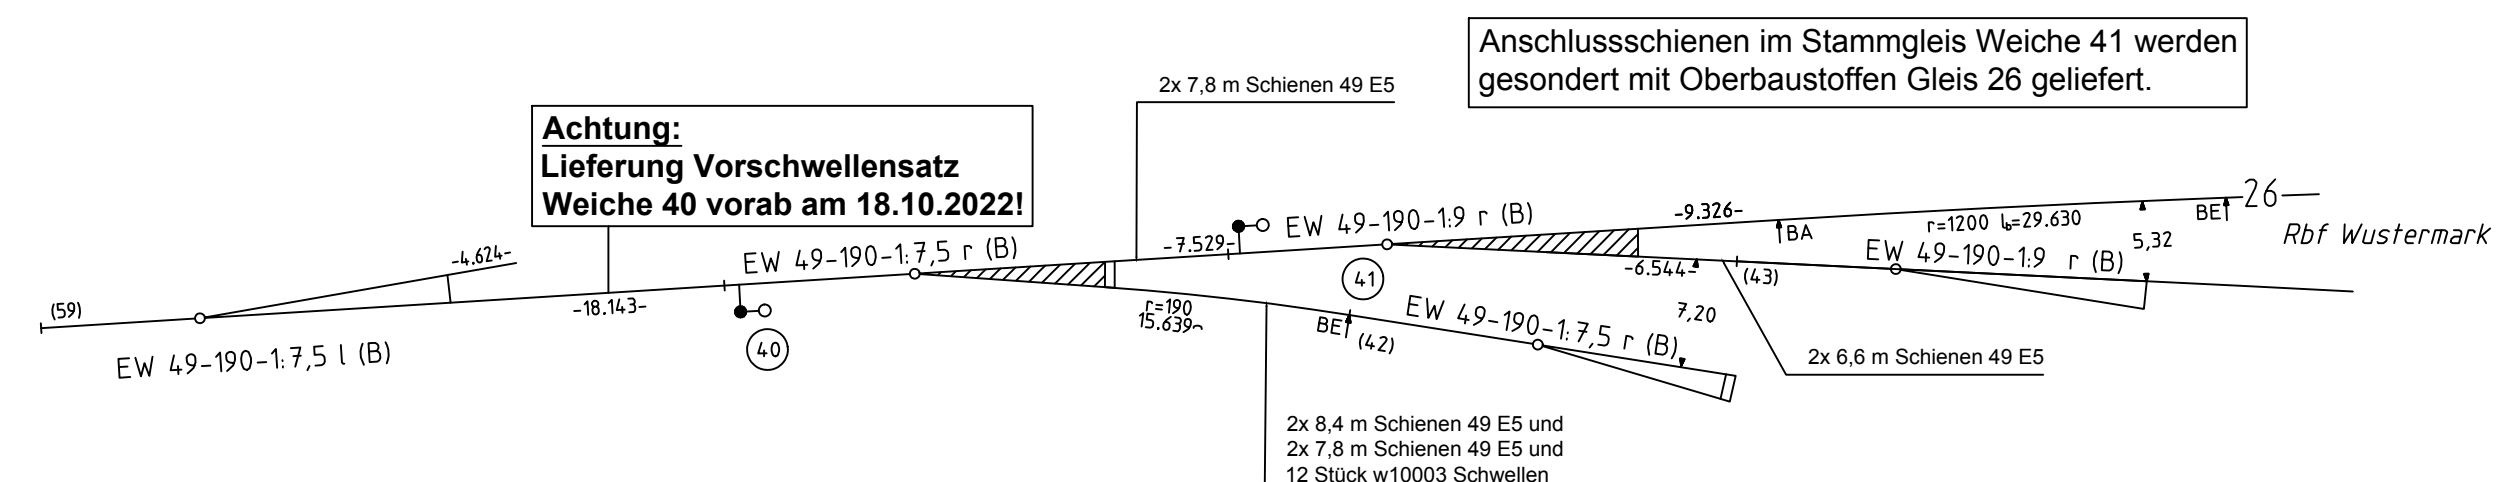 Anschlussschienen im Stammgleis Weiche 41 werden
gesondert mit Oberbaustoffen Gleis 26 geliefert.
2x 7,8 m Schienen 49 E5
Achtung:
Lieferung Vorschwellensatz
Weiche 40 vorab am 18.10.2022!
(59)
EW 49-190-1:7,5 l (B)
-4.624-
-18.143-
EW 49-190-1:7,5 r (B)
40
-7.529-
EW 49-190-1:9 r (B)
41
r=190
15.639
BE
(42)
EW 49-190-1:7,5 r (B)
-9.326-
-6.544-
7,20
(43)
BA
r=1200 lb=29.630
EW 49-190-1:9 r (B)
5,32
BE
26
Rbf Wustermark
2x 6,6 m Schienen 49 E5
2x 8,4 m Schienen 49 E5 und
2x 7,8 m Schienen 49 E5 und
12 Stück w10003 Schwellen